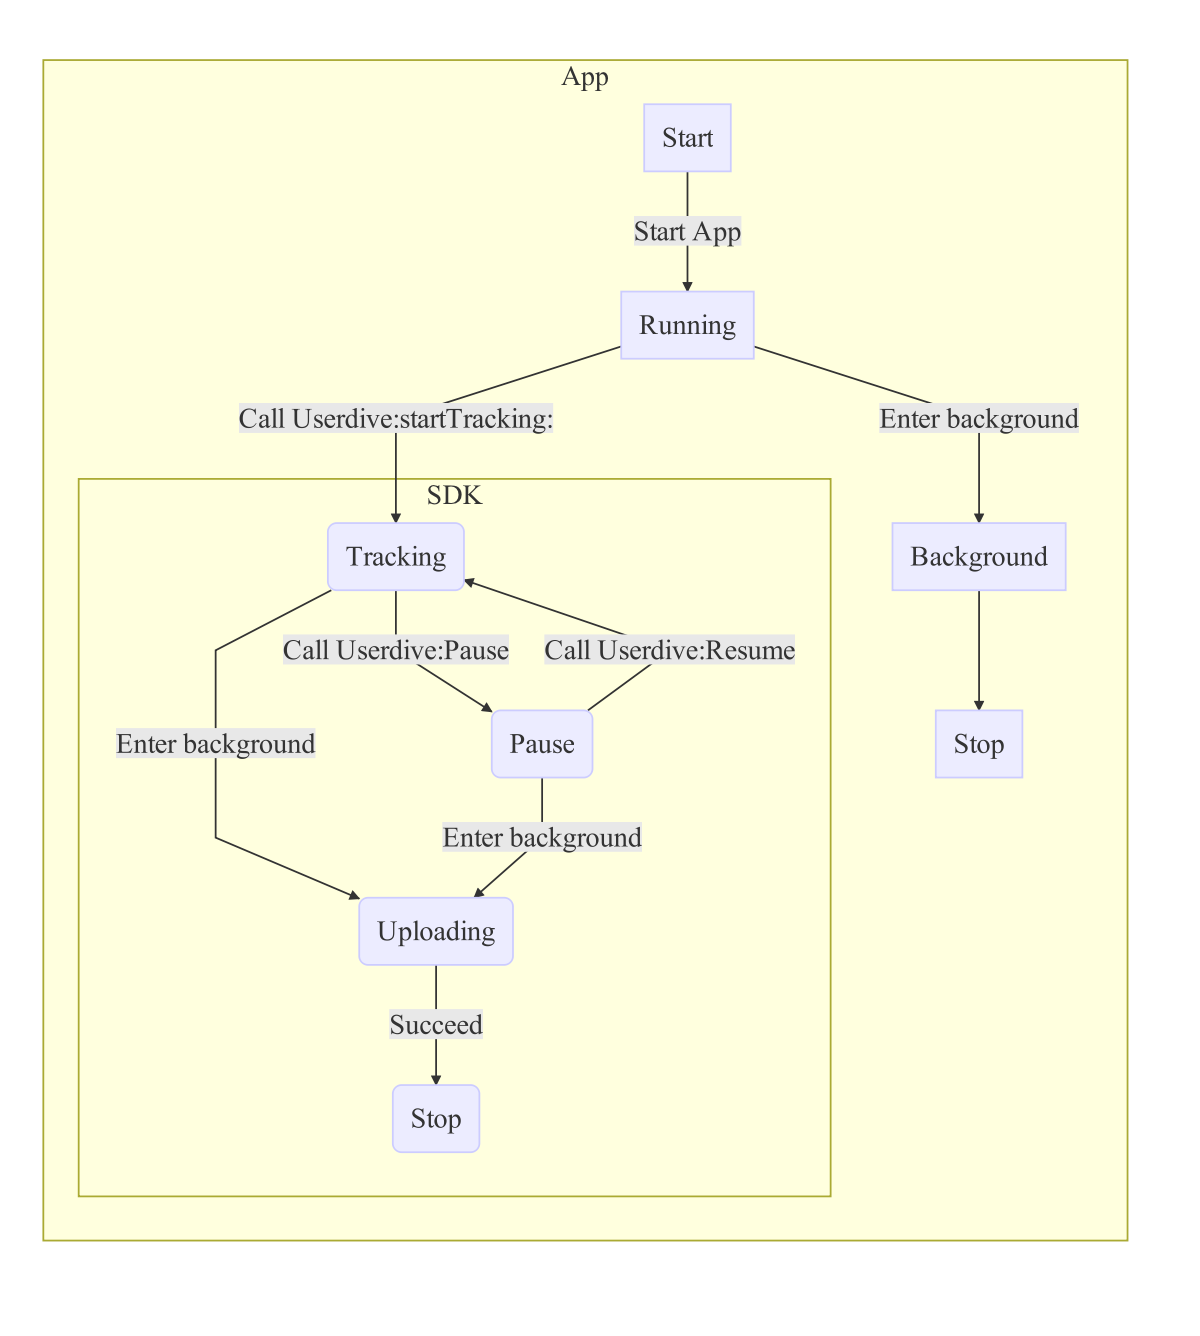 App
Start
Start App
Running
Call Userdive:startTracking:
Enter background
SDK
Tracking
Background
Call Userdive:Pause
Call Userdive:Resume
Enter background
Pause
Stop
Enter background
Uploading
Succeed
Stop